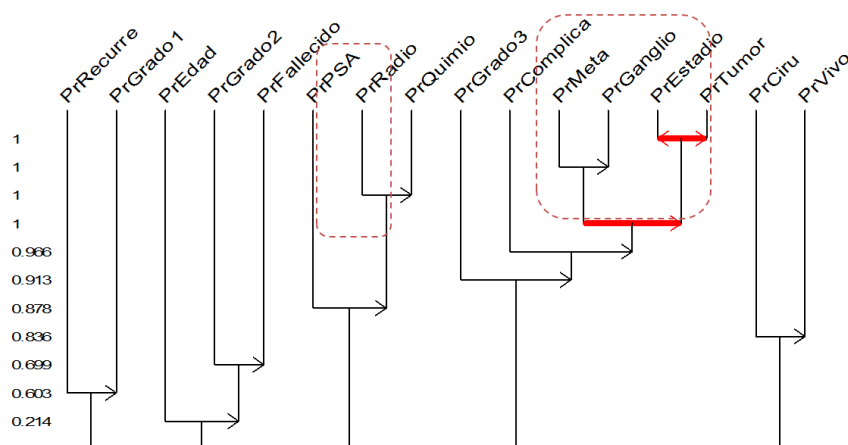 PrRecurre
PrGrado1
PrEdad
PrGrado2
PrFallecido
PrPSA
PrRadio
PrQuimio
PrGrado3
PrComplica
PrMeta
PrGanglio
PrEstadio
PrTumor
PrCiru
PrVivo
1
1
1
1
0.966
0.913
0.878
0.836
0.699
0.603
0.214